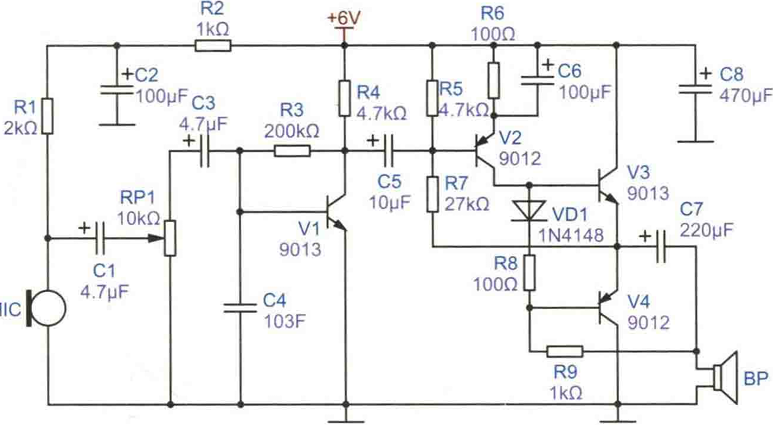 R2
1kΩ
+6V
R6
100Ω
+
C2
100µF
R1
2kΩ
C3
4.7µF
+
R3
200kΩ
R4
4.7kΩ
R5
4.7kΩ
+
C6
100µF
+
C8
470µF
V2
9012
+
C5
10µF
R7
27kΩ
V3
9013
RP1
10kΩ
V1
9013
VD1
1N4148
C7
220µF
+
+
C1
4.7µF
R8
100Ω
C4
103F
V4
9012
IIC
R9
1kΩ
BP